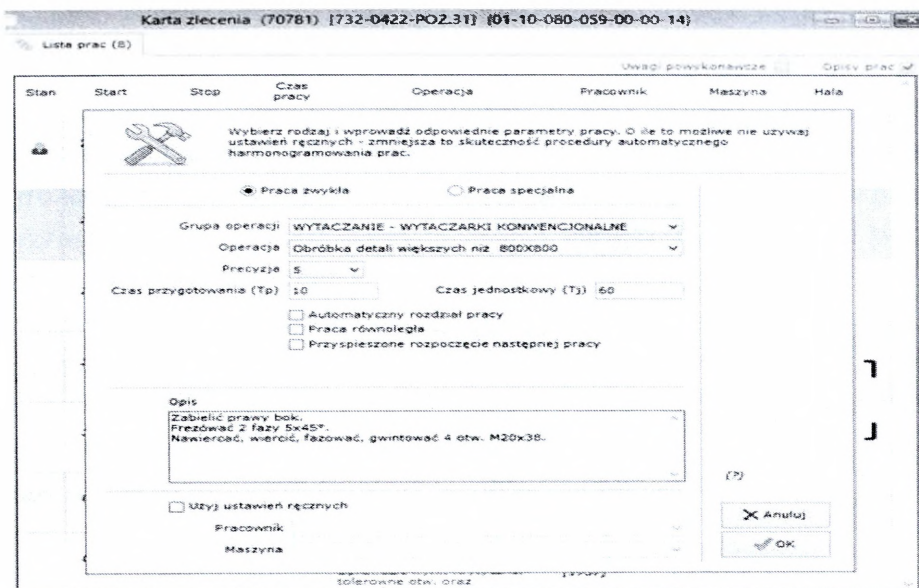 Karta zlecenia (70781) [732-0422-PO2.31] {01-10-080-059-00-00-14}
Lista prac (8)
Uwagi powykonawcze Opisy prac
Stan Start Stop Czas pracy Operacja Pracownik Maszyna Hala
Wybierz rodzaj i wprowadź odpowiednie parametry pracy. O ile to możliwe nie używaj
ustawień ręcznych - zmniejsza to skuteczność procedury automatycznego
harmonogramowania prac.
Praca zwykła Praca specjalna
Grupa operacji WYTACZANIE - WYTACZARKI KONWENCJONALNE
Operacja Obróbka detali większych niż 800X800
Precyzja 5
Czas przygotowania (Tp) 10 Czas jednostkowy (Tj) 60
Automatyczny rozdział pracy
Praca równoległa
Przyspieszone rozpoczęcie następnej pracy
Opis
Zabielić prawy bok.
Frezować 2 fazy 5x45°.
Nawiercać, wiercić, fazować, gwintować 4 otw. M20x38.
(?)
Użyj ustawień ręcznych
Anuluj
Pracownik
OK
Maszyna
tolerowne otw. oraz